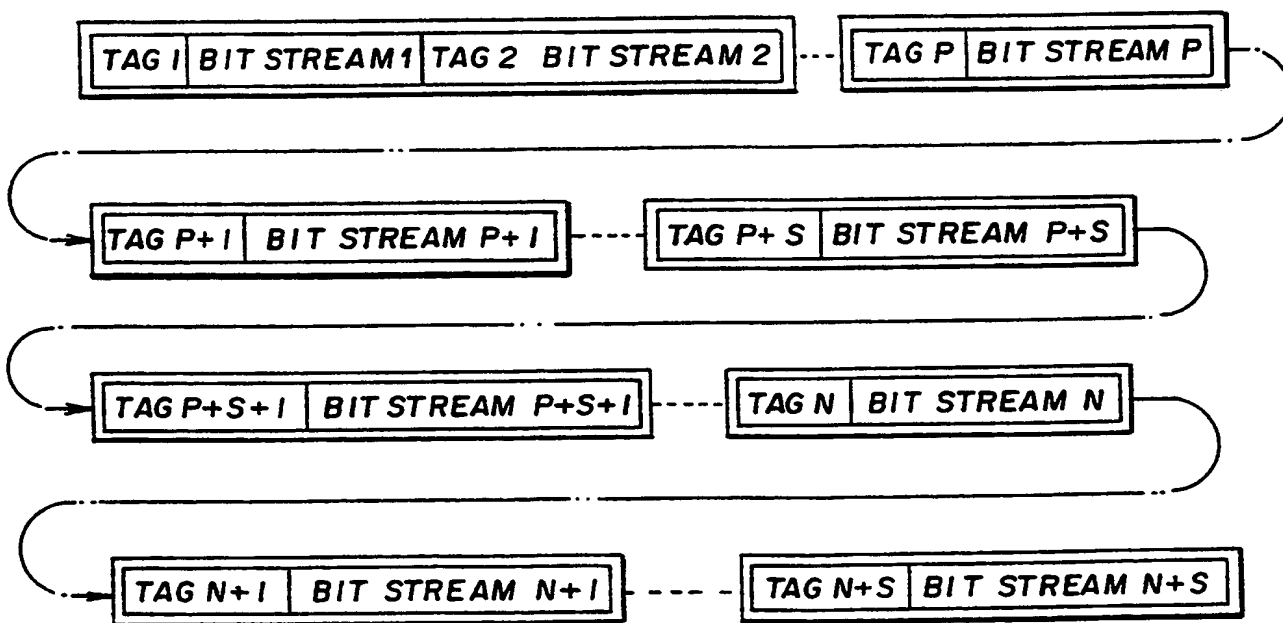 TAG 1 BIT STREAM 1 TAG 2 BIT STREAM 2 TAG P BIT STREAM P
TAG P+1 BIT STREAM P+1 TAG P+S BIT STREAM P+S
TAG P+S+1 BIT STREAM P+S+1 TAG N BIT STREAM N
TAG N+1 BIT STREAM N+1 TAG N+S BIT STREAM N+S